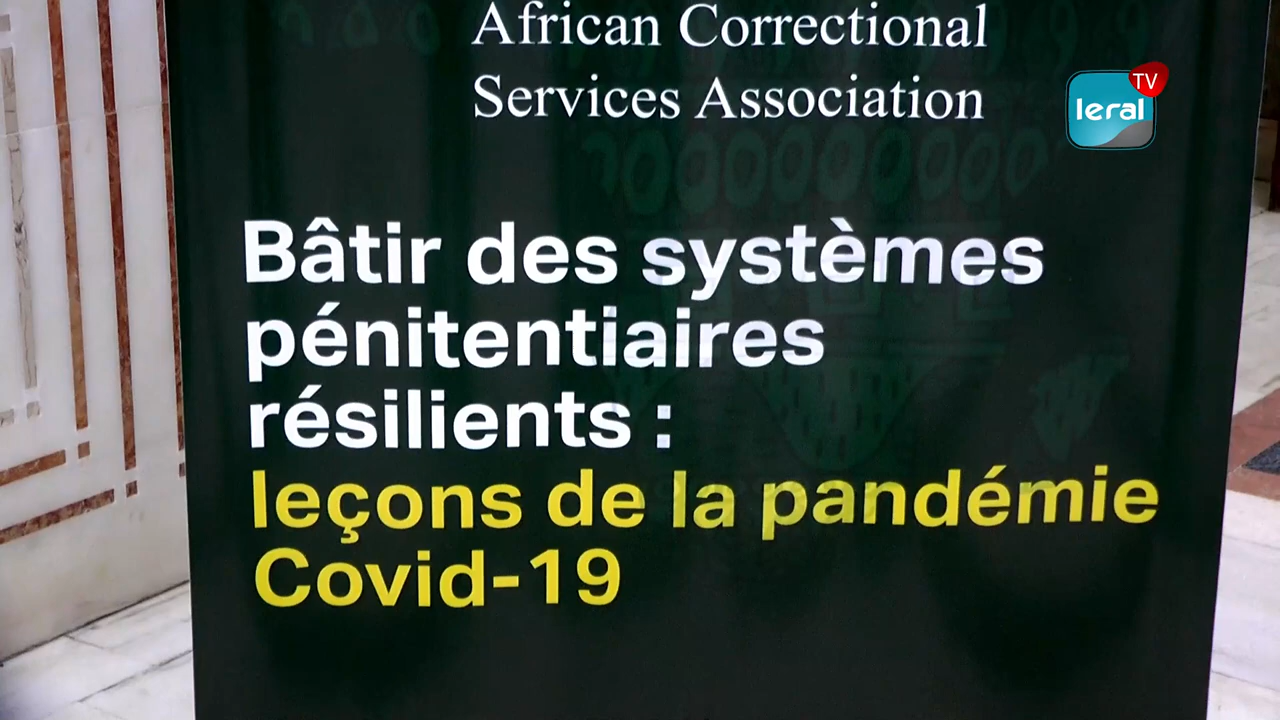 African Correctional
Services Association
TV
leral
Bâtir des systèmes
pénitentiaires
résilients :
leçons de la pandémie
Covid-19